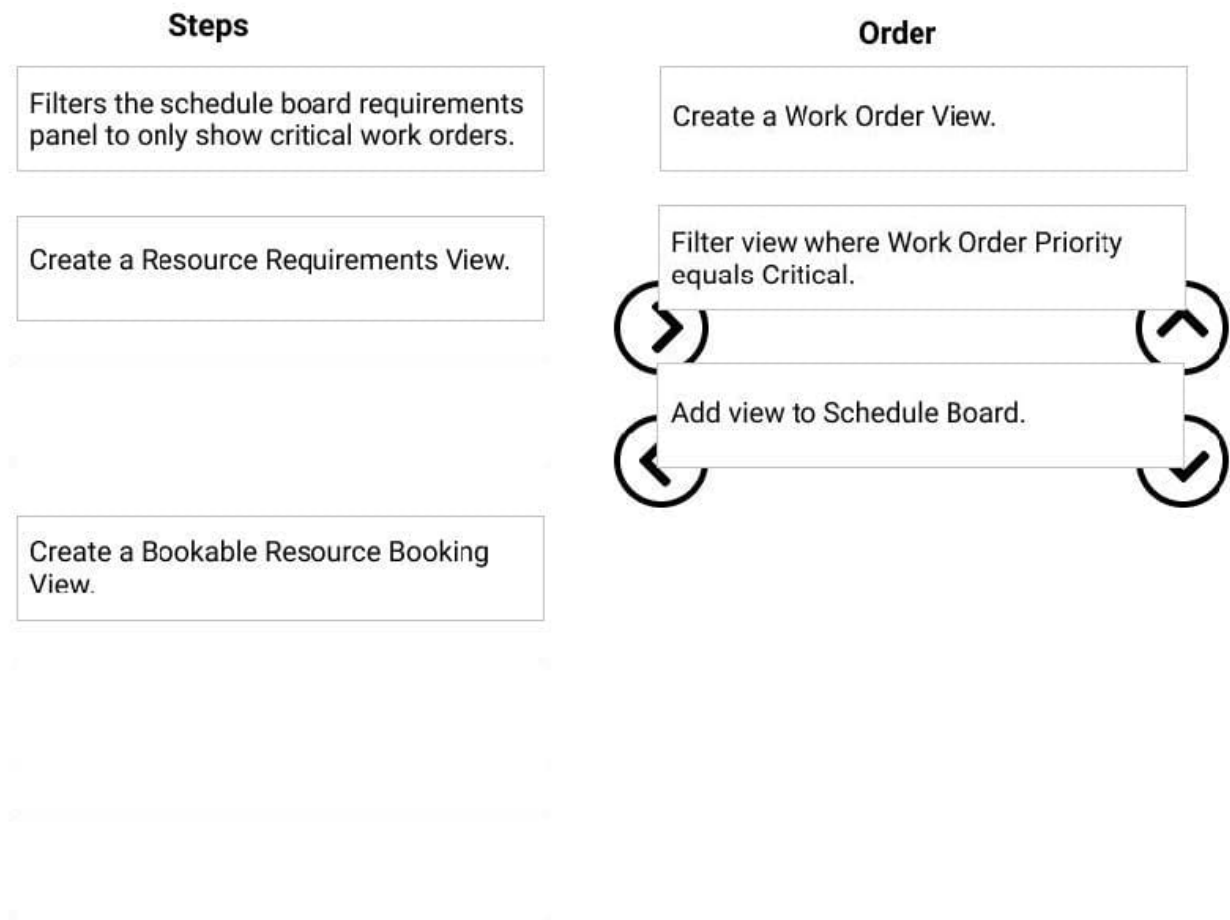 Steps
Filters the schedule board requirements
panel to only show critical work orders.
Create a Resource Requirements View.
Create a Bookable Resource Booking
View.
Order
Create a Work Order View.
Filter view where Work Order Priority
equals Critical.
Add view to Schedule Board.